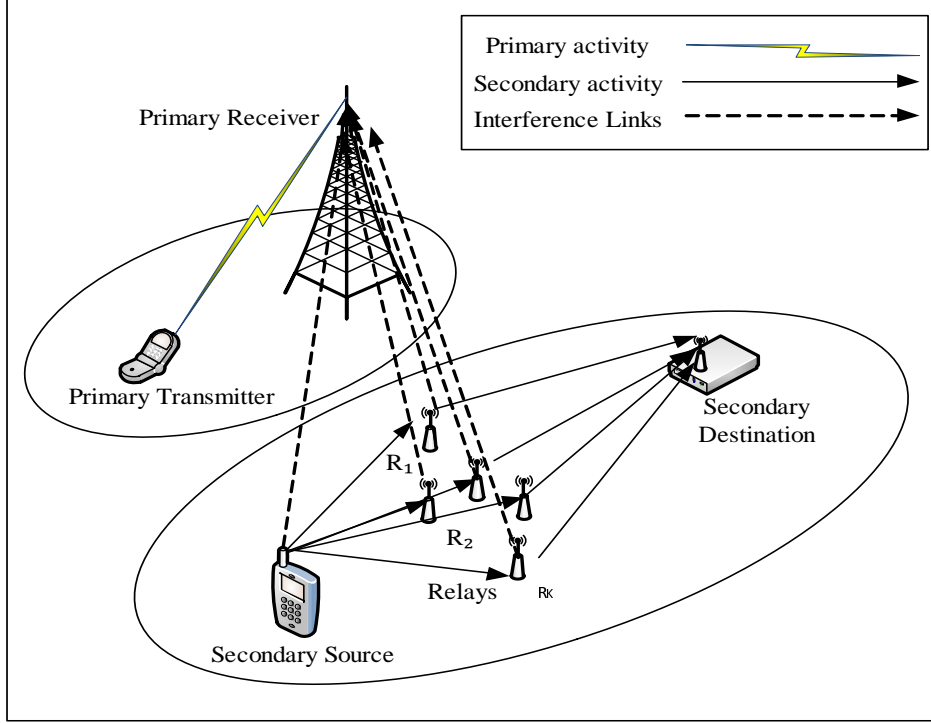 Primary activity
Secondary activity
Interference Links
Primary Receiver
Primary Transmitter
Secondary
Destination
R₁
R₂
Relays
RK
Secondary Source